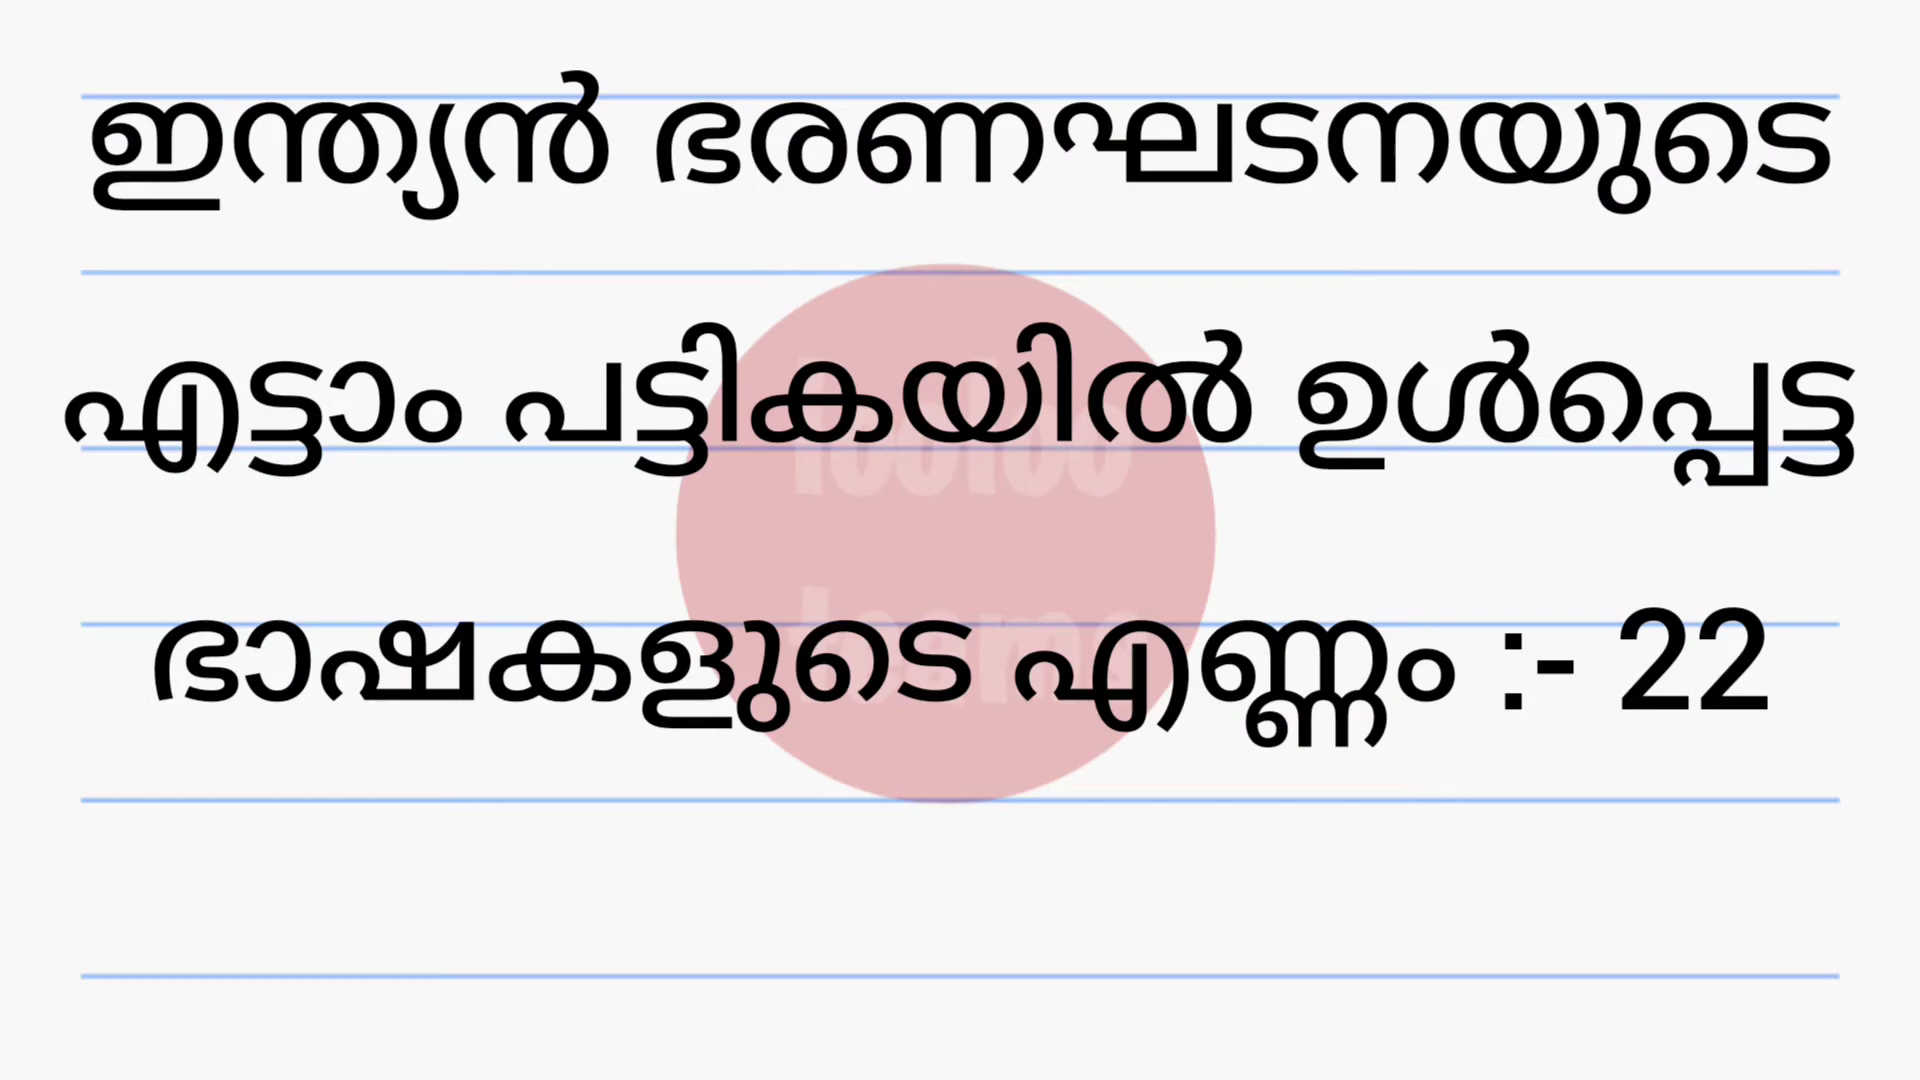 ഇന്ത്യൻ ഭരണഘടനയുടെ
എട്ടാം പട്ടികയിൽ ഉൾപ്പെട്ട
ഭാഷകളുടെ എണ്ണം :- 22